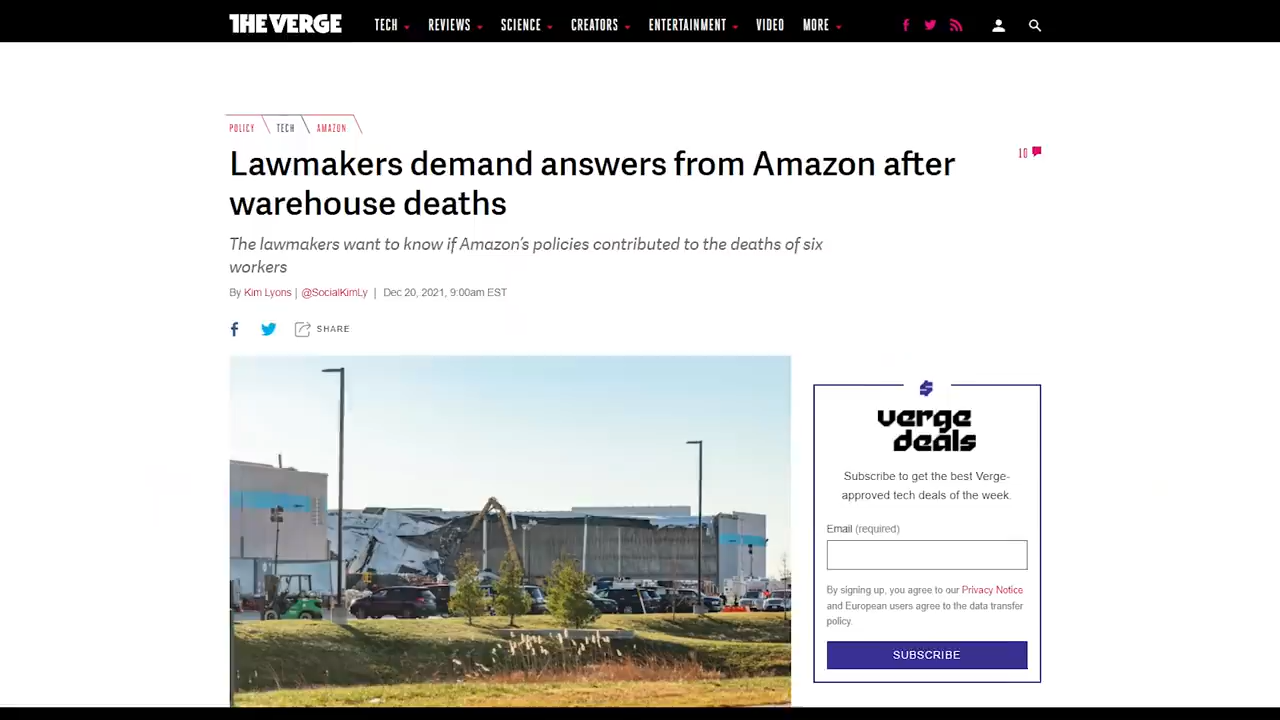 THE VERGE TECH REVIEWS SCIENCE CREATORS ENTERTAINMENT VIDEO MORE
POLICY TECH AMAZON
Lawmakers demand answers from Amazon after
warehouse deaths
10
The lawmakers want to know if Amazon's policies contributed to the deaths of six
workers
By Kim Lyons | @SocialKimLy | Dec 20, 2021, 9:00am EST
SHARE
verge
deals
Subscribe to get the best Verge-
approved tech deals of the week.
Email (required)
By signing up, you agree to our Privacy Notice
and European users agree to the data transfer
policy.
SUBSCRIBE